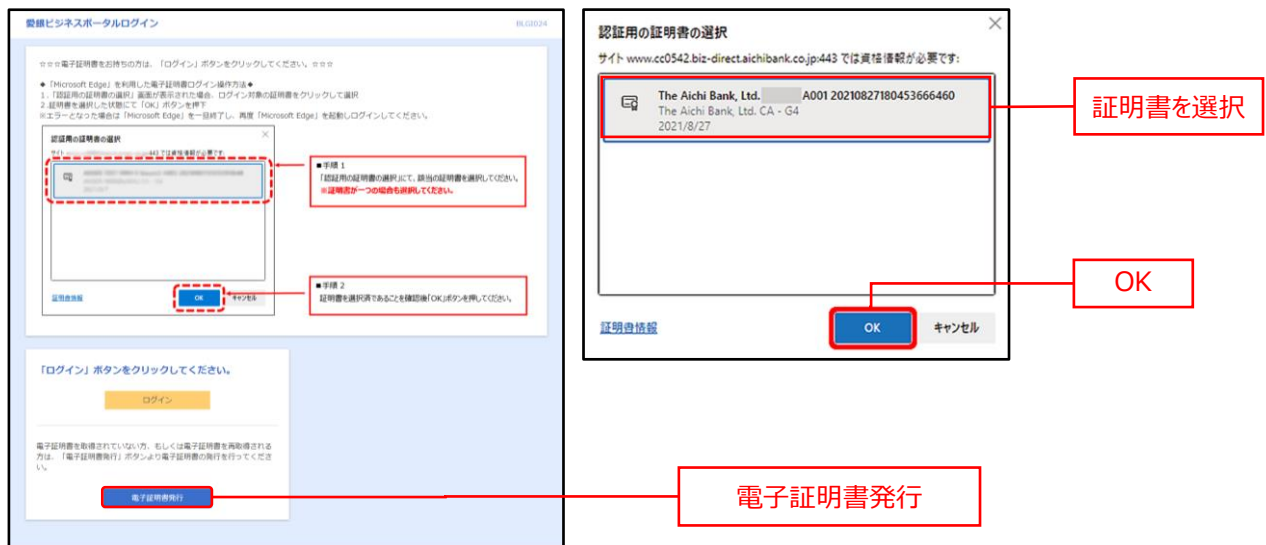 愛銀ビジネスポータルログイン
BLGI024
☆☆☆電子証明書をお持ちの方は、「ログイン」ボタンをクリックしてください。☆☆☆
◆「Microsoft Edge」を利用した電子証明書ログイン操作方法◆
1.「認証用の証明書の選択」画面が表示された場合、ログイン対象の証明書をクリックして選択
2.証明書を選択した状態にて「OK」ボタンを押下
※エラーとなった場合は「Microsoft Edge」を一旦終了し、再度「Microsoft Edge」を起動しログインしてください。
認証用の証明書の選択
サイト
:443 では資格情報が必要です:
■手順 1
「認証用の証明書の選択」にて、該当の証明書を選択してください。
※証明書が一つの場合も選択してください。
■手順 2
証明書を選択済であることを確認後「OK」ボタンを押してください。
証明書情報
OK
キャンセル
「ログイン」ボタンをクリックしてください。
ログイン
電子証明書を取得されていない方、もしくは電子証明書を再取得される
方は、「電子証明書発行」ボタンより電子証明書の発行を行ってくださ
い。
電子証明書発行
認証用の証明書の選択
サイト www.cc0542.biz-direct.aichibank.co.jp:443 では資格情報が必要です:
The Aichi Bank, Ltd. A001 20210827180453666460
The Aichi Bank, Ltd. CA - G4
2021/8/27
証明書情報
OK
キャンセル
証明書を選択
OK
電子証明書発行